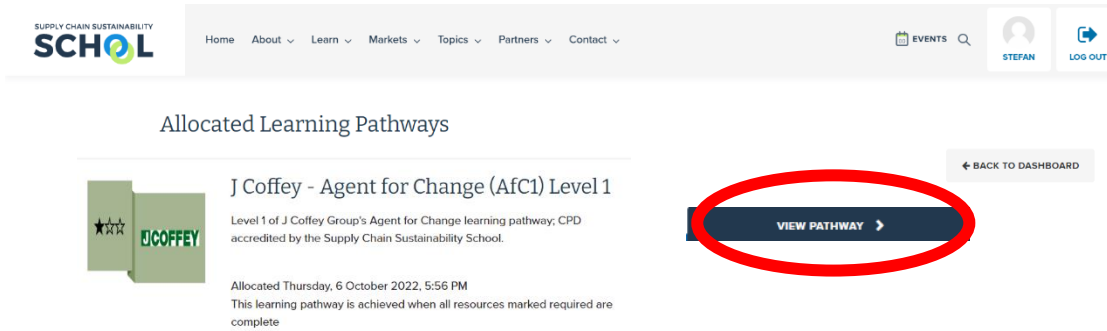 SUPPLY CHAIN SUSTAINABILITY
SCHOOL
Home About Learn Markets Topics Partners Contact
EVENTS
STEFAN
LOG OUT
Allocated Learning Pathways
BACK TO DASHBOARD
J Coffey - Agent for Change (AfC1) Level 1
JCOFFEY
Level 1 of J Coffey Group's Agent for Change learning pathway; CPD
accredited by the Supply Chain Sustainability School.
VIEW PATHWAY
Allocated Thursday, 6 October 2022, 5:56 PM
This learning pathway is achieved when all resources marked required are
complete